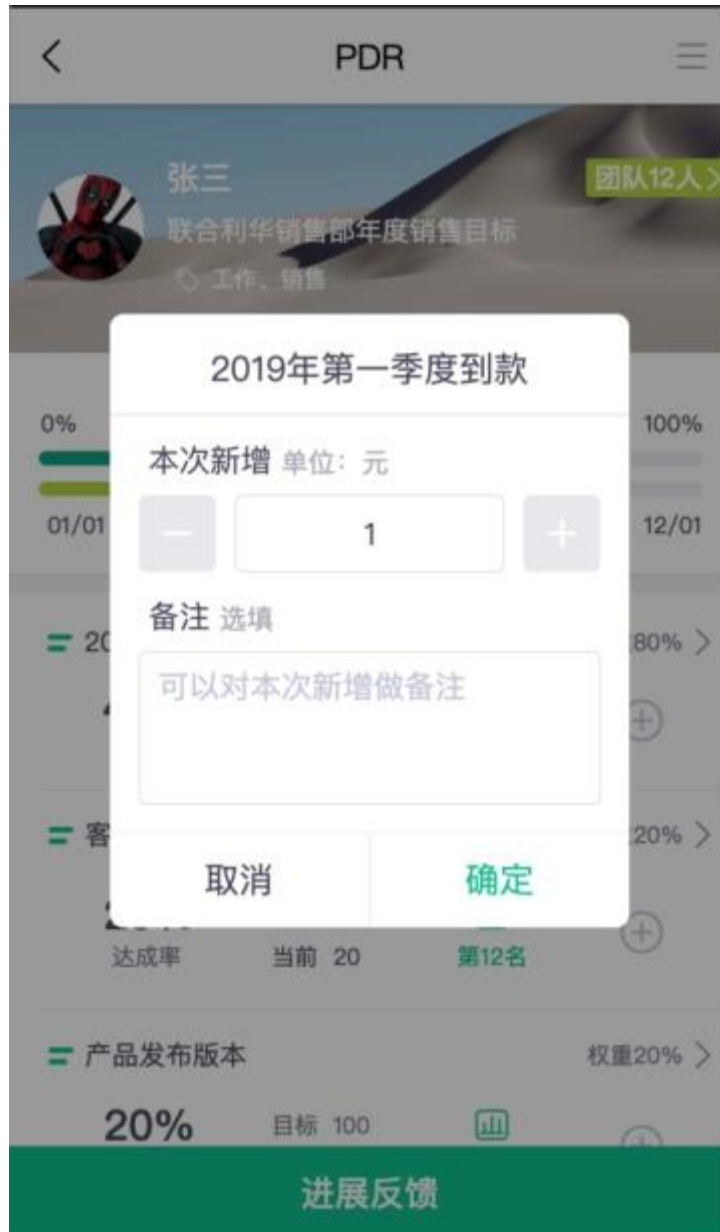 PDR
张三
团队12人
联合利华销售部年度销售目标
工作、销售
2019年第一季度到款
0%
100%
本次新增 单位：元
01/01
1
12/01
备注 选填
20
80%
可以对本次新增做备注
客
20%
取消
确定
达成率
当前 20
第12名
产品发布版本
权重20%
20%
目标 100
进展反馈